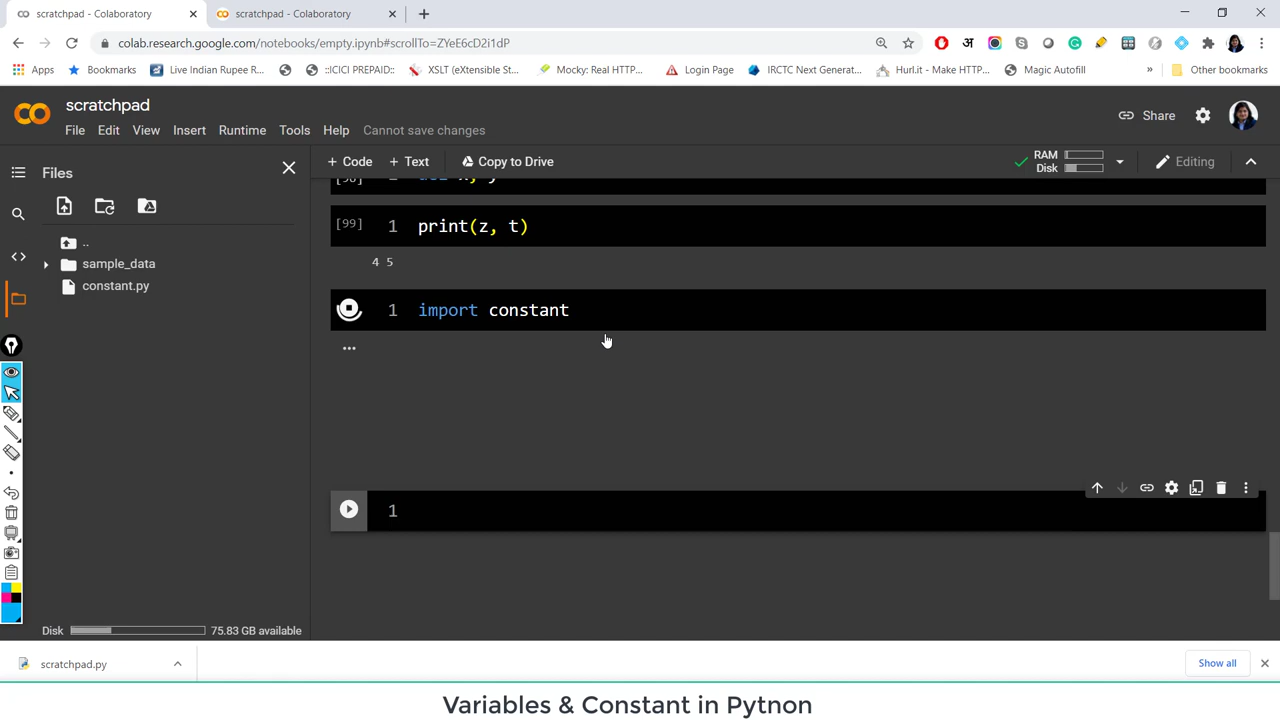 scratchpad - Colaboratory
scratchpad - Colaboratory
colab.research.google.com/notebooks/empty.ipynb#scrollTo=ZYeE6cD2i1dP
अ
Apps
Bookmarks
Live Indian Rupee R...
::ICICI PREPAID::
XSLT (eXtensible St...
Mocky: Real HTTP...
Login Page
IRCTC Next Generat...
Hurl.it - Make HTTP...
Magic Autofill
»
Other bookmarks
scratchpad
File Edit View Insert Runtime Tools Help Cannot save changes
Share
Files
+ Code + Text Copy to Drive
RAM
Disk
Editing
..
sample_data
constant.py
[99] 1 print(z, t)
4 5
1 import constant
...
1
Disk 75.83 GB available
scratchpad.py
Show all
Variables & Constant in Pytnon